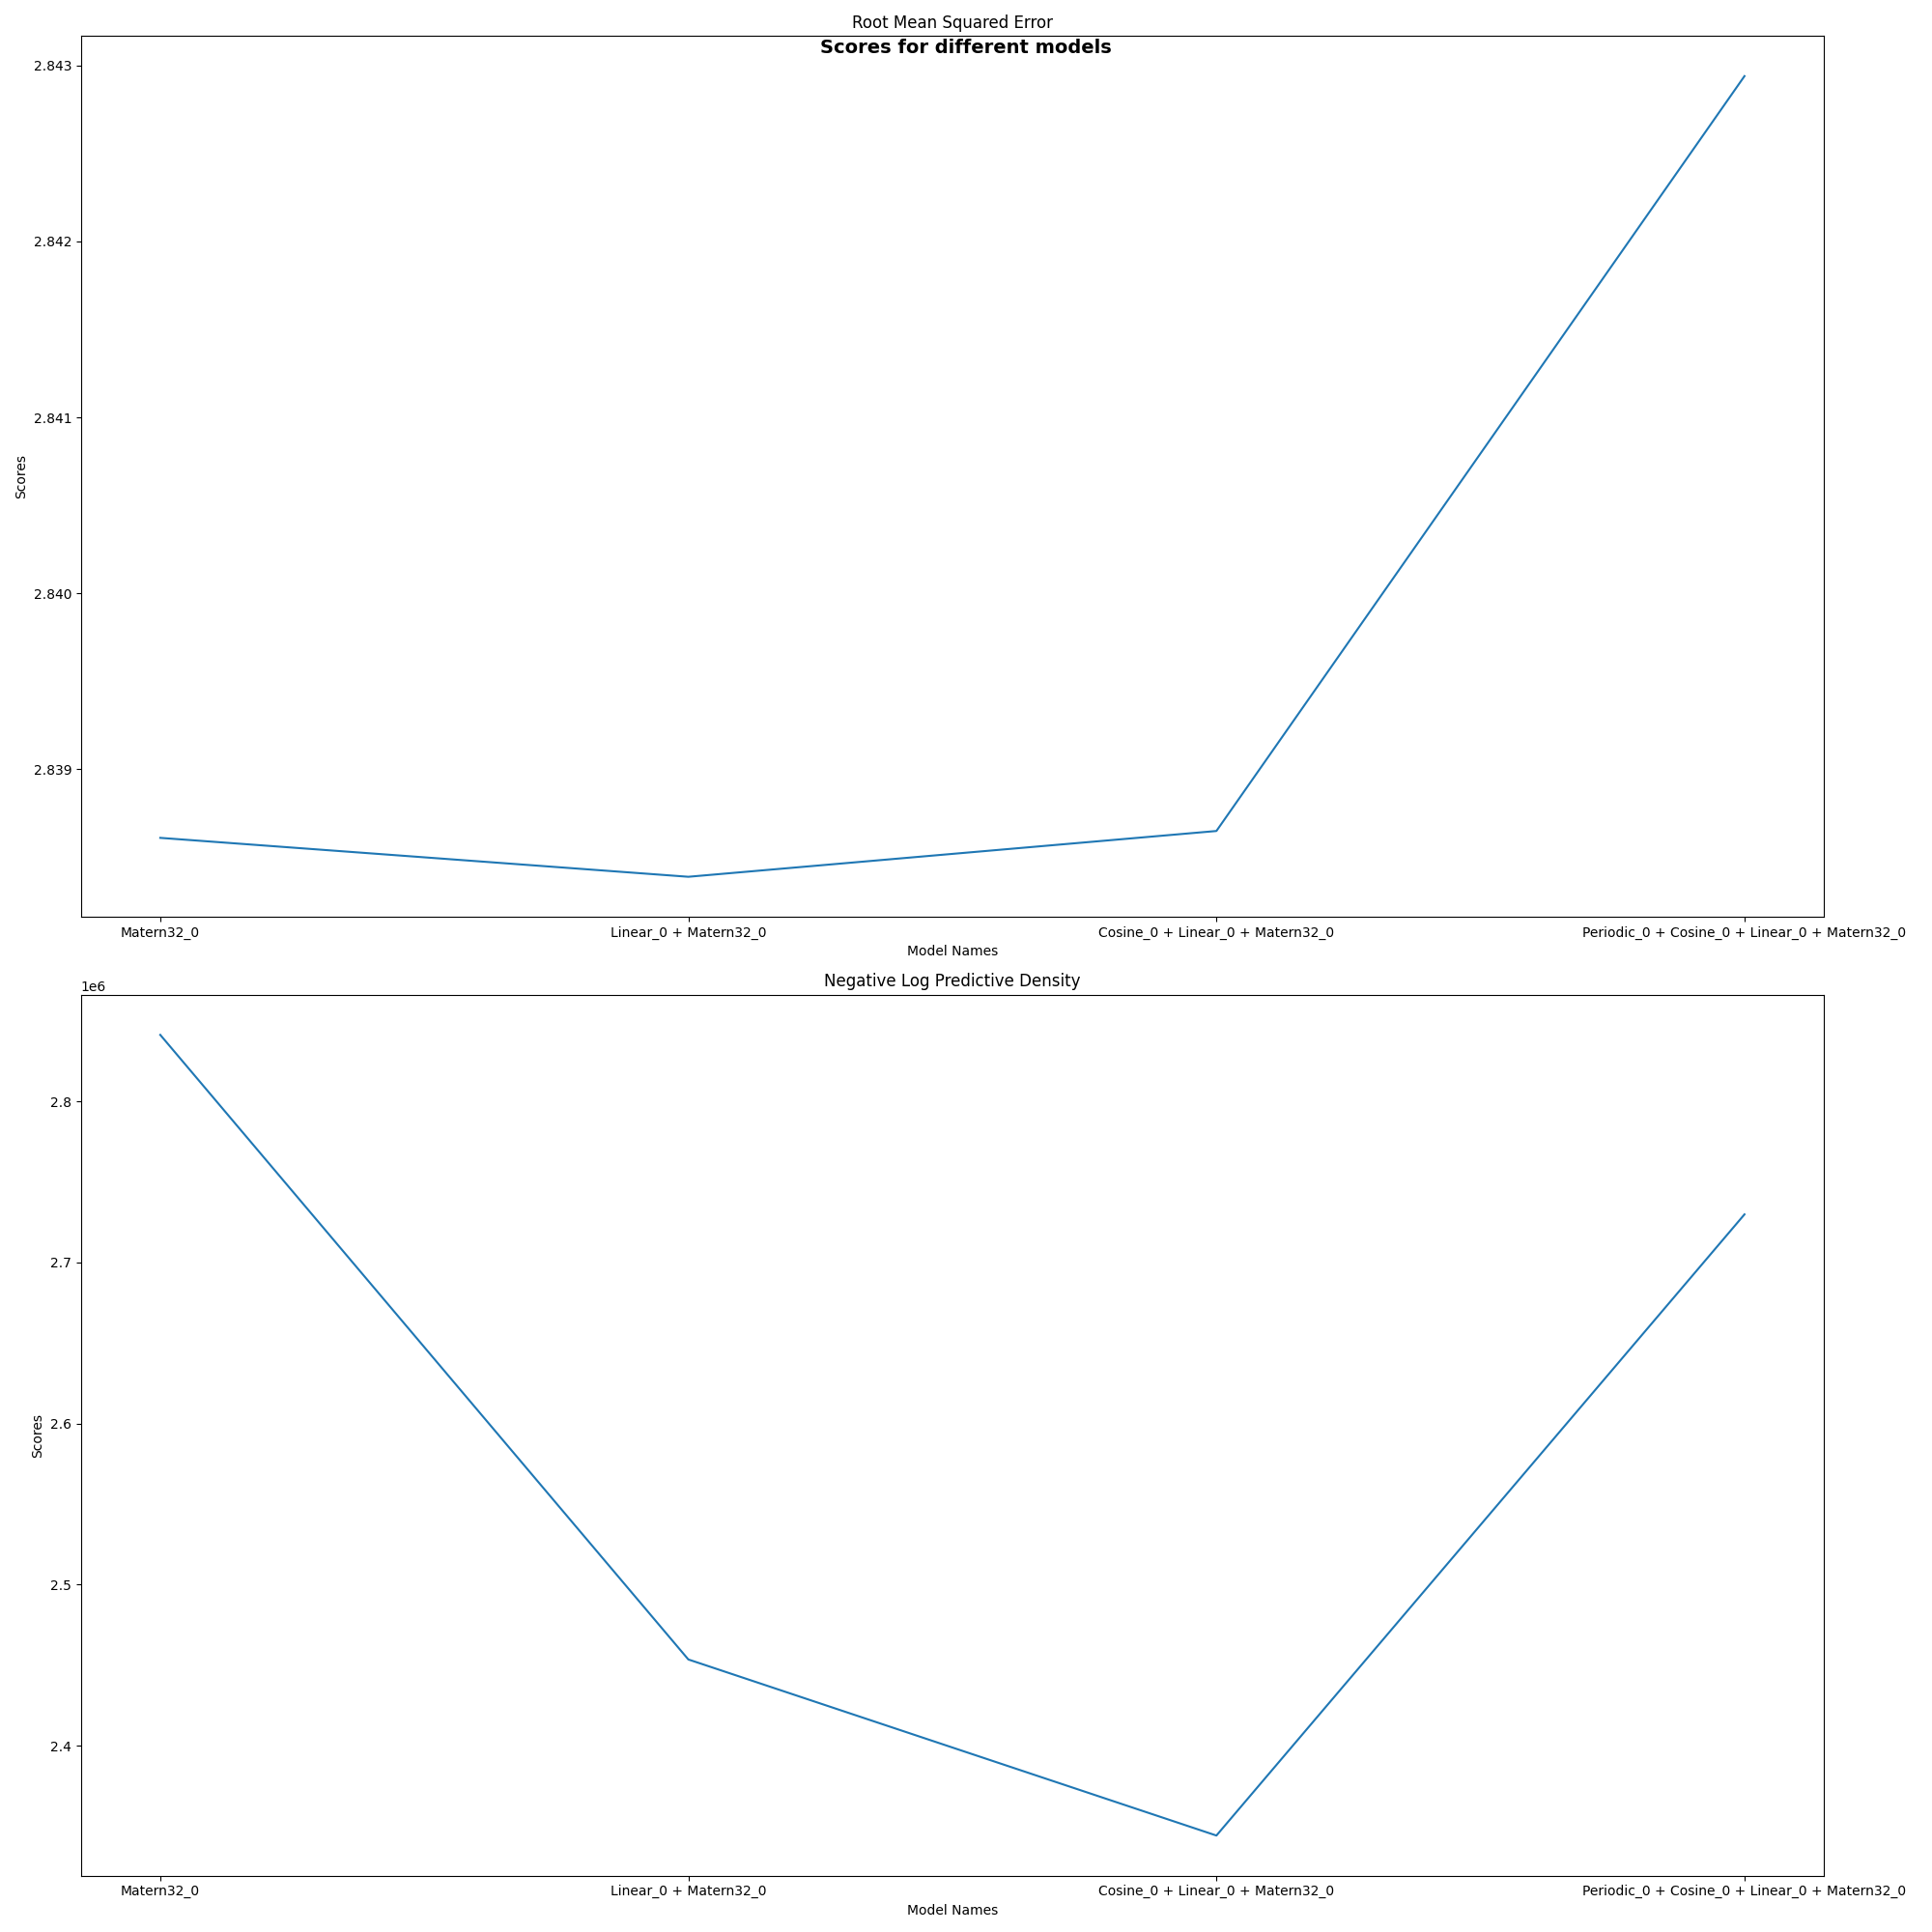 Root Mean Squared Error
Scores for different models
2.843
2.842
2.841
2.840
2.839
Scores
Matern32_0
Linear_0 + Matern32_0
Cosine_0 + Linear_0 + Matern32_0
Periodic_0 + Cosine_0 + Linear_0 + Matern32_0
Model Names
Negative Log Predictive Density
1e6
2.8
2.7
2.6
2.5
2.4
Scores
Matern32_0
Linear_0 + Matern32_0
Cosine_0 + Linear_0 + Matern32_0
Periodic_0 + Cosine_0 + Linear_0 + Matern32_0
Model Names